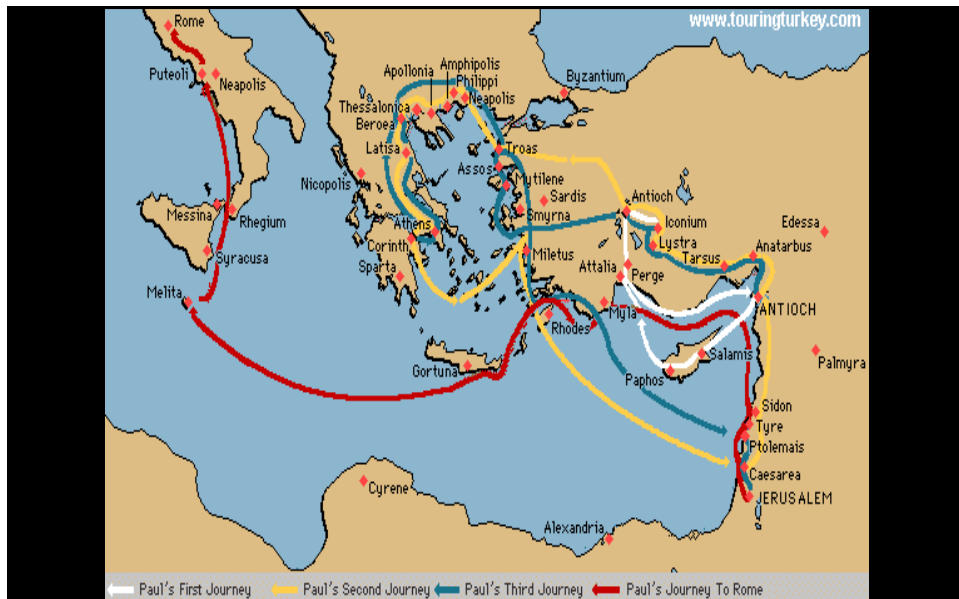 www.touringturkey.com
Rome
Puteoli
Neapolis
Byzantium
Amphipolis
Apollonia
Philippi
Neapolis
Thessalonica
Beroea
Latisa
Troas
Assos
Mytilene
Nicopolis
Sardis
Smyrna
Antioch
Iconium
Edessa
Messina
Rhegium
Athens
Corinth
Lystra
Anatarbus
Syracusa
Sparta
Miletus
Attalia
Perge
Tarsus
Melita
Rhodes
Myla
ANTIOCH
Gortuna
Paphos
Salamis
Palmyra
Sidon
Tyre
Ptolemais
Cyrene
Caesarea
JERUSALEM
Alexandria
Paul's First Journey
Paul's Second Journey
Paul's Third Journey
Paul's Journey To Rome